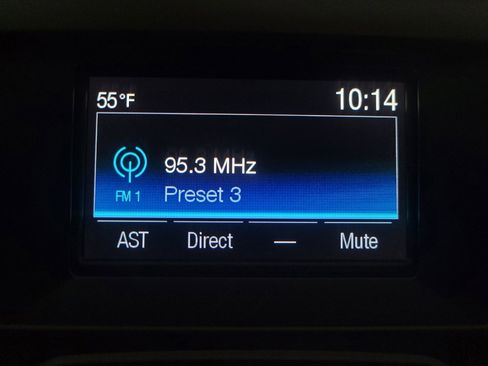 55°F 10:14
95.3 MHz
FM 1 Preset 3
AST Direct — Mute